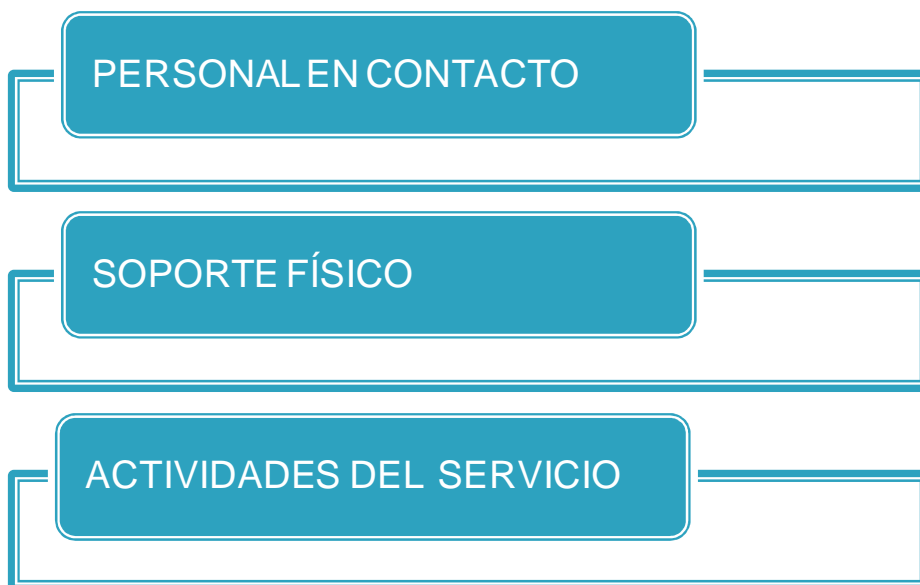 PERSONAL EN CONTACTO
SOPORTE FÍSICO
ACTIVIDADES DEL SERVICIO